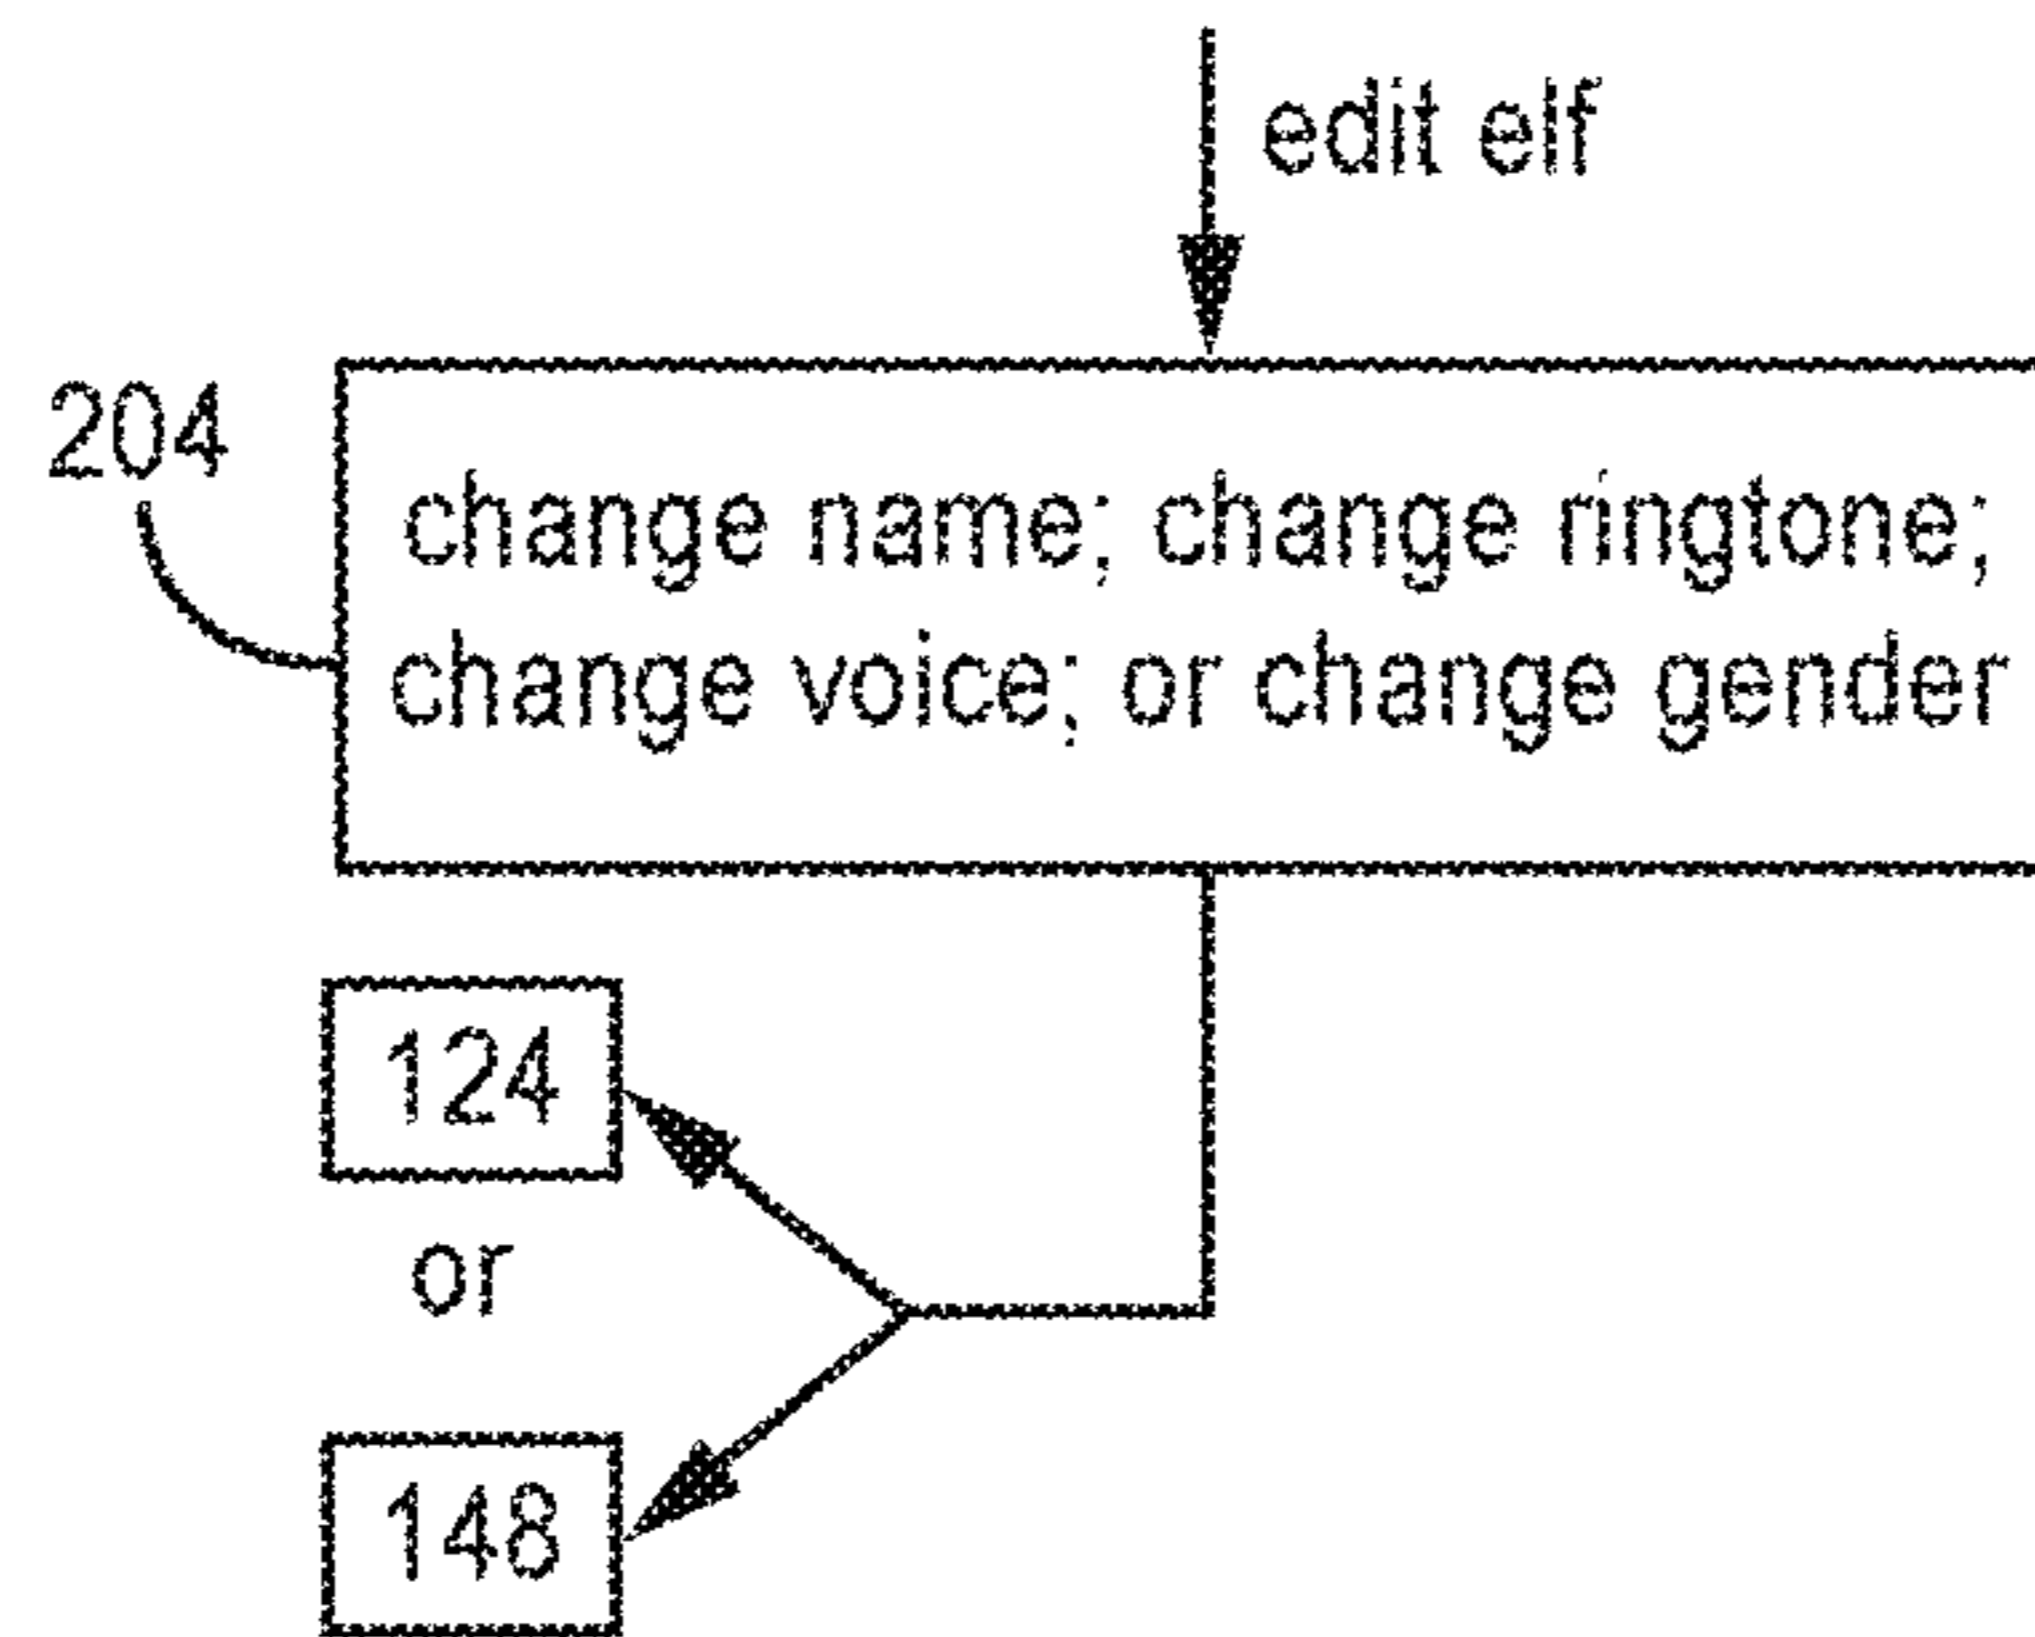 edit elf
204
change name; change ringtone;
change voice; or change gender
124
or
148